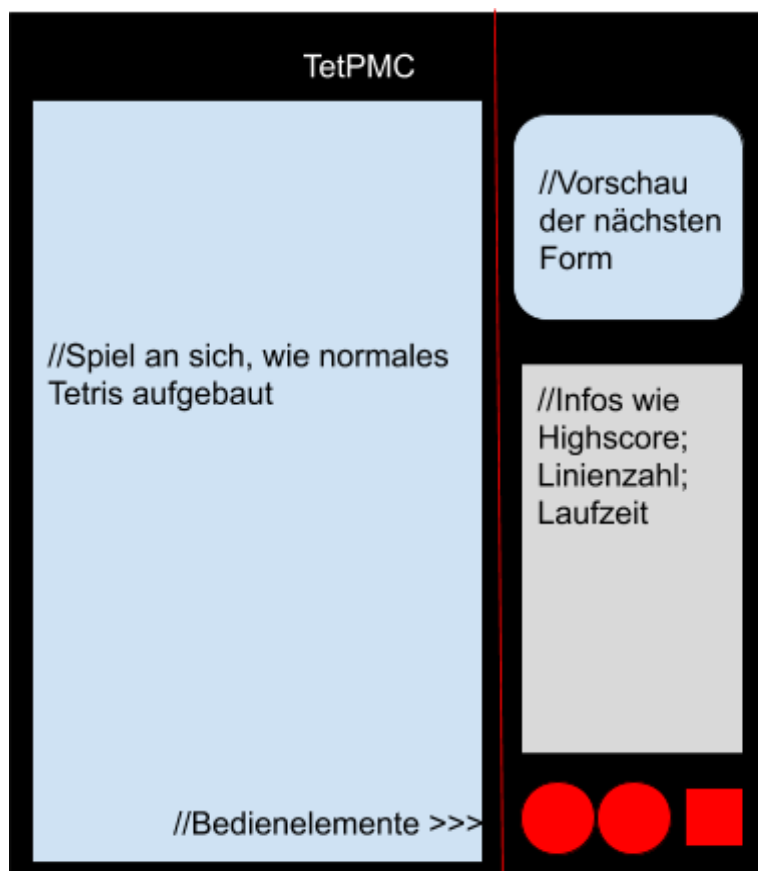 TetPMC
//Vorschau
der nächsten
Form
//Spiel an sich, wie normales
Tetris aufgebaut
//Infos wie
Highscore;
Linienzahl;
Laufzeit
//Bedienelemente >>>